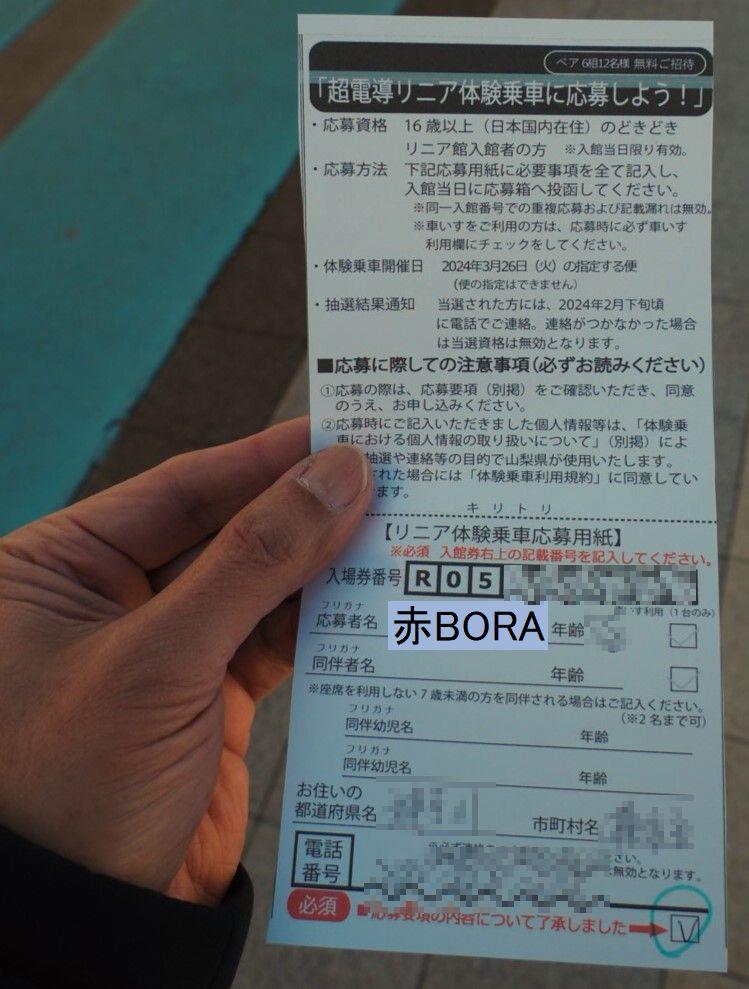 ペア 6組12名様 無料ご招待
「超電導リニア体験乗車に応募しよう！」
・応募資格 16歳以上（日本国内在住）のどきどき
リニア館入館者の方 ※入館当日限り有効。
・応募方法 下記応募用紙に必要事項を全て記入し、
入館当日に応募箱へ投函してください。
※同一入館番号での重複応募および記載漏れは無効。
※車いすをご利用の方は、応募時に必ず車いす
利用欄にチェックをしてください。
・体験乗車開催日 2024年3月26日（火）の指定する便
（便の指定はできません）
・抽選結果通知 当選された方には、2024年2月下旬頃
に電話でご連絡。連絡がつかなかった場合
は当選資格は無効となります。
■応募に際しての注意事項（必ずお読みください）
①応募の際は、応募要項（別掲）をご確認いただき、同意
のうえ、お申し込みください。
②応募時にご記入いただきました個人情報等は、「体験乗
車における個人情報の取り扱いについて」（別掲）によ
抽選や連絡等の目的で山梨県が使用いたします。
された場合には「体験乗車利用規約」に同意してい
ます。
キリトリ
【リニア体験乗車応募用紙】
※必須 入館券右上の記載番号を記入してください。
入場券番号 R05
す利用（1台のみ）
フリガナ
応募者名 赤BORA 年齢
フリガナ
同伴者名 年齢
※座席を利用しない7歳未満の方を同伴される場合はご記入ください。
（※2名まで可）
フリガナ
同伴幼児名 年齢
フリガナ
同伴幼児名 年齢
お住いの
都道府県名 市町村名
電話
番号
さい。
無効となります。
必須 ■応募要項の内容について了承しました